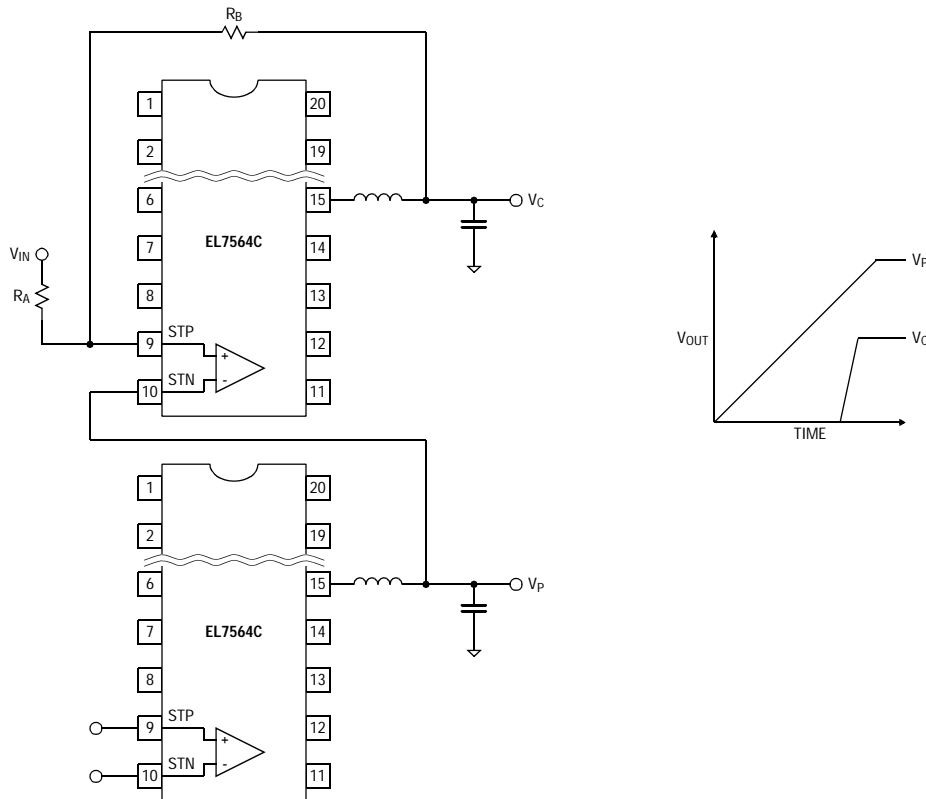 RB
1
20
2
19
6
15
VC
EL7564C
7
14
VIN
8
13
RA
9
STP
12
+
10
STN
-
11
VP
VOUT
VC
TIME
1
20
2
19
6
15
VP
EL7564C
7
14
8
13
9
STP
12
+
10
STN
-
11